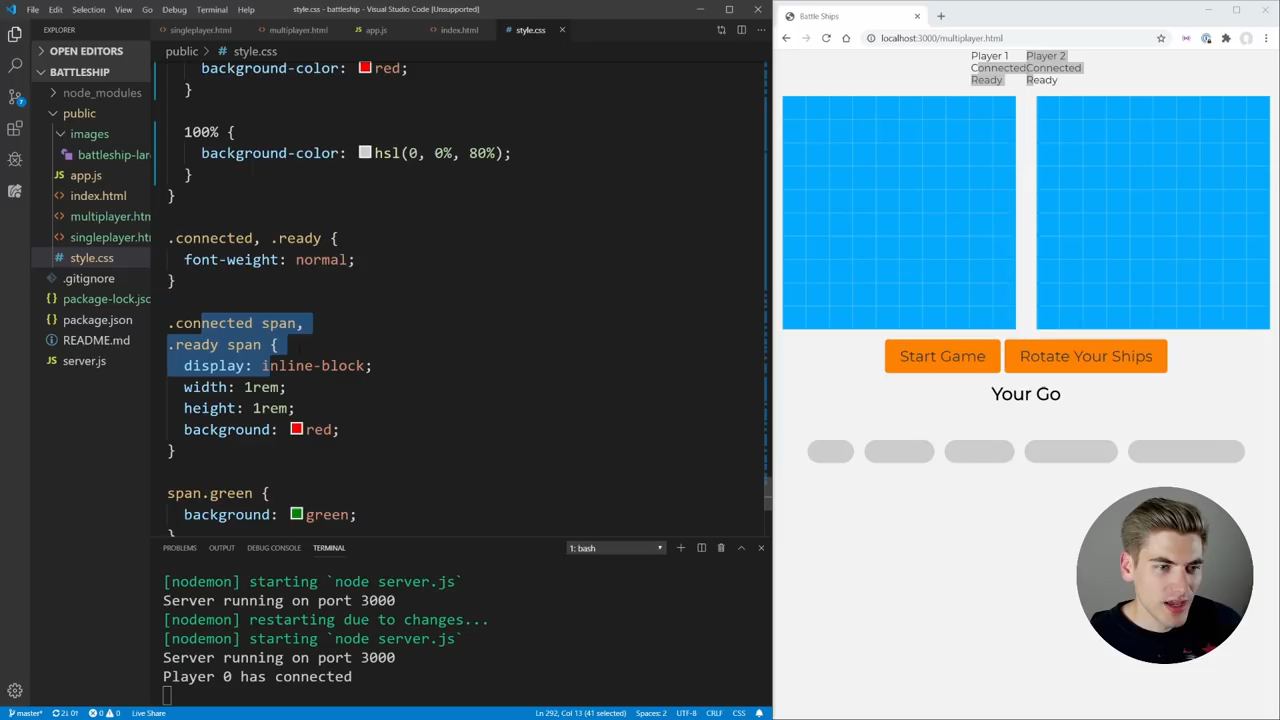 File Edit Selection View Go Debug Terminal Help
style.css - battleship - Visual Studio Code [Unsupported]
Battle Ships
EXPLORER
singleplayer.html
multiplayer.html
app.js
index.html
style.css
localhost:3000/multiplayer.html
OPEN EDITORS
BATTLESHIP
node_modules
public
images
battleship-lar
app.js
index.html
multiplayer.htm
singleplayer.htm
style.css
.gitignore
package-lock.jsc
package.json
README.md
server.js
public > # style.css
background-color: red;
}
100% {
background-color: hsl(0, 0%, 80%);
}
}
.connected, .ready {
font-weight: normal;
}
.connected span,
.ready span {
display: inline-block;
width: 1rem;
height: 1rem;
background: red;
}
span.green {
background: green;
}
PROBLEMS OUTPUT DEBUG CONSOLE TERMINAL
1: bash
[nodemon] starting `node server.js`
Server running on port 3000
[nodemon] restarting due to changes...
[nodemon] starting `node server.js`
Server running on port 3000
Player 0 has connected
master* 2↓ 0↑ 0 0 Live Share
Ln 292, Col 13 (41 selected) Spaces: 2 UTF-8 CRLF CSS
Player 1 Player 2
Connected Connected
Ready Ready
Start Game Rotate Your Ships
Your Go